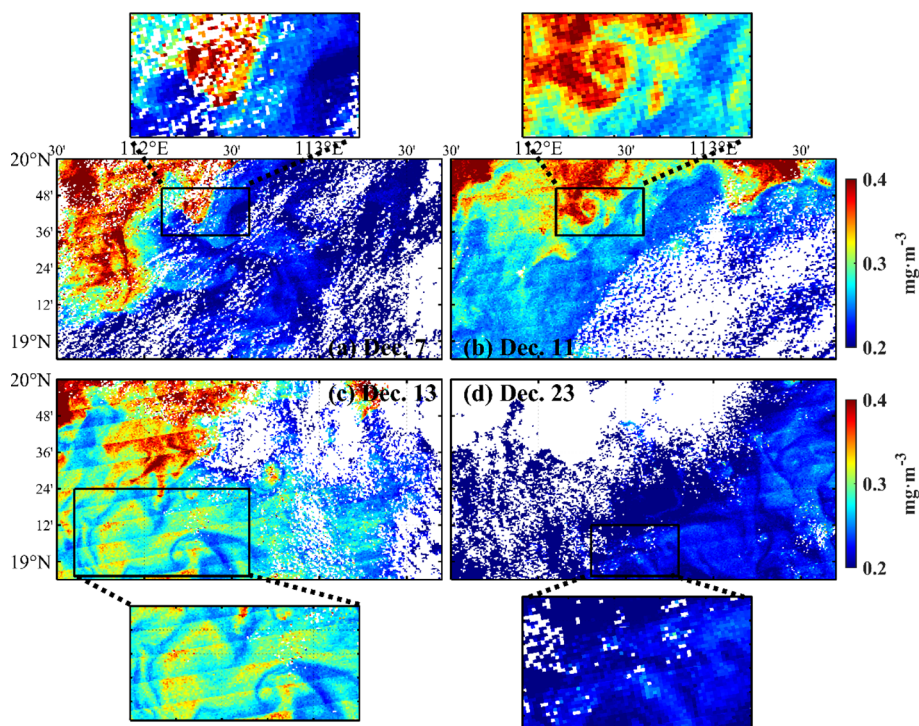 30' 112°E 30' 113°E 30' 112°E 30' 113°E 30'
20°N
48'
36'
24'
12'
19°N
(a) Dec. 7
(b) Dec. 11
0.4
0.3
0.2
mg·m⁻³
20°N
48'
36'
24'
12'
19°N
(c) Dec. 13
(d) Dec. 23
0.4
0.3
0.2
mg·m⁻³